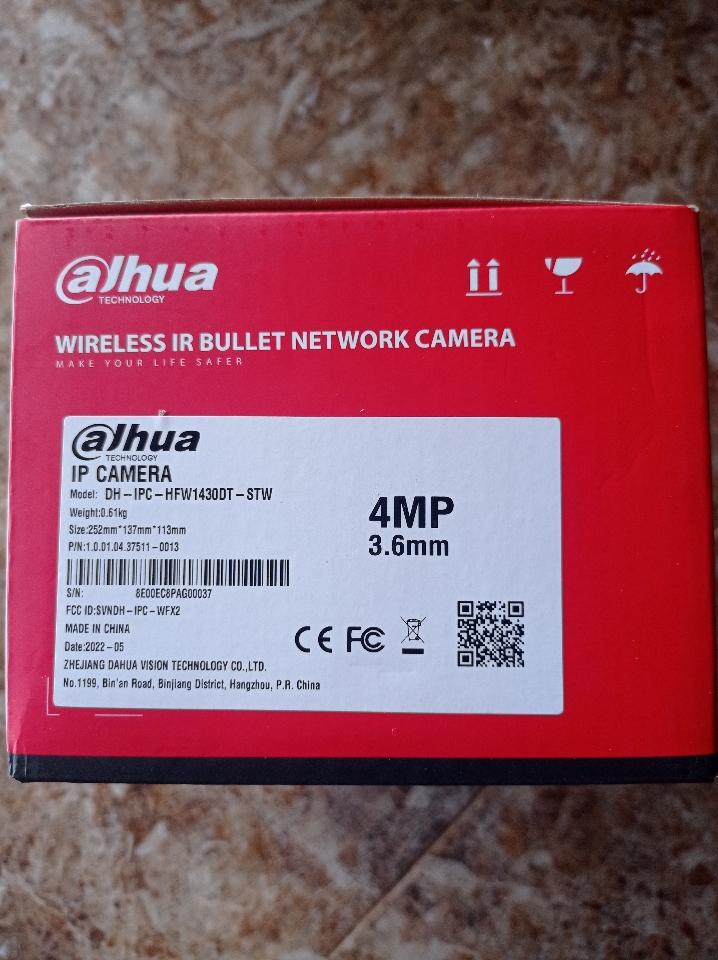 alhua
TECHNOLOGY
WIRELESS IR BULLET NETWORK CAMERA
MAKE YOUR LIFE SAFER
alhua
TECHNOLOGY
IP CAMERA
Model: DH-IPC-HFW1430DT-STW
Weight:0.61kg
Size:252mm*137mm*113mm
P/N:1.0.01.04.37511-0013
4MP
3.6mm
S/N: 8E00EC8PAG00037
FCC ID:SVNDH-IPC-WFX2
MADE IN CHINA
Date:2022-05
CE FC
ZHEJIANG DAHUA VISION TECHNOLOGY CO.,LTD.
No.1199, Bin'an Road, Binjiang District, Hangzhou, P.R. China